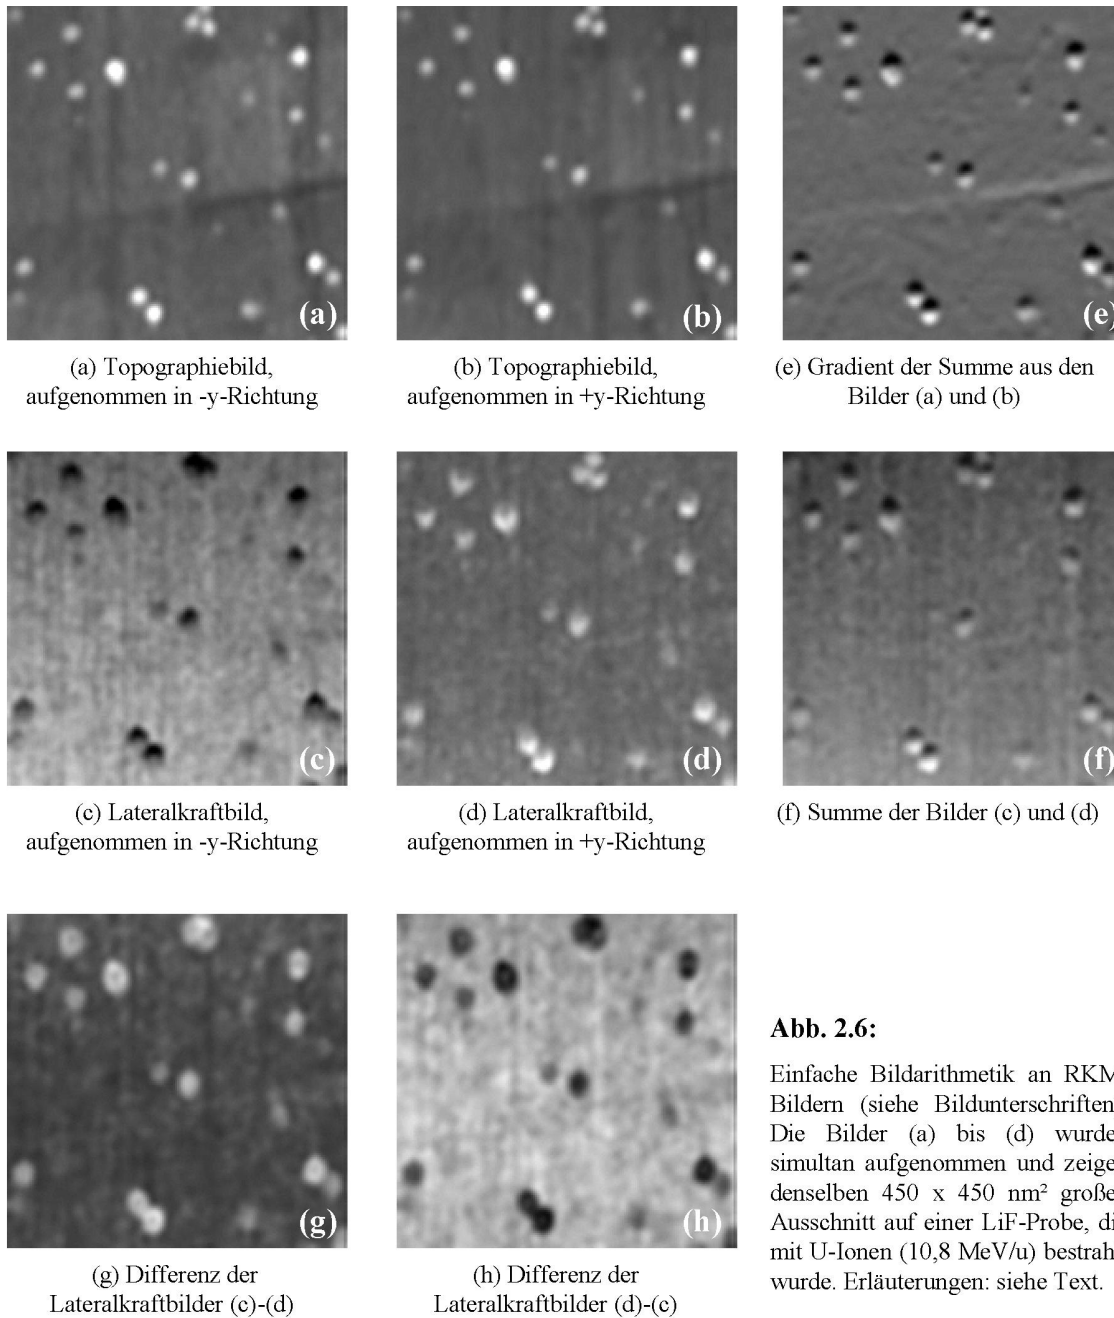 (a)
(b)
(e)
(a) Topographiebild,
aufgenommen in -y-Richtung
(b) Topographiebild,
aufgenommen in +y-Richtung
(e) Gradient der Summe aus den
Bilder (a) und (b)
(c)
(d)
(f)
(c) Lateralkraftbild,
aufgenommen in -y-Richtung
(d) Lateralkraftbild,
aufgenommen in +y-Richtung
(f) Summe der Bilder (c) und (d)
(g)
(h)
(g) Differenz der
Lateralkraftbilder (c)-(d)
(h) Differenz der
Lateralkraftbilder (d)-(c)
Abb. 2.6:
Einfache Bildarithmetik an RKM
Bildern (siehe Bildunterschriften
Die Bilder (a) bis (d) wurde
simultan aufgenommen und zeige
denselben 450 x 450 nm² große
Ausschnitt auf einer LiF-Probe, di
mit U-Ionen (10,8 MeV/u) bestrah
wurde. Erläuterungen: siehe Text.